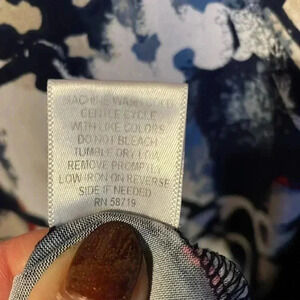 MACHINE WASH COLD
GENTLE CYCLE
WITH LIKE COLORS
DO NOT BLEACH
TUMBLE DRY LOW
REMOVE PROMPTLY
LOW IRON ON REVERSE
SIDE IF NEEDED
RN 58719